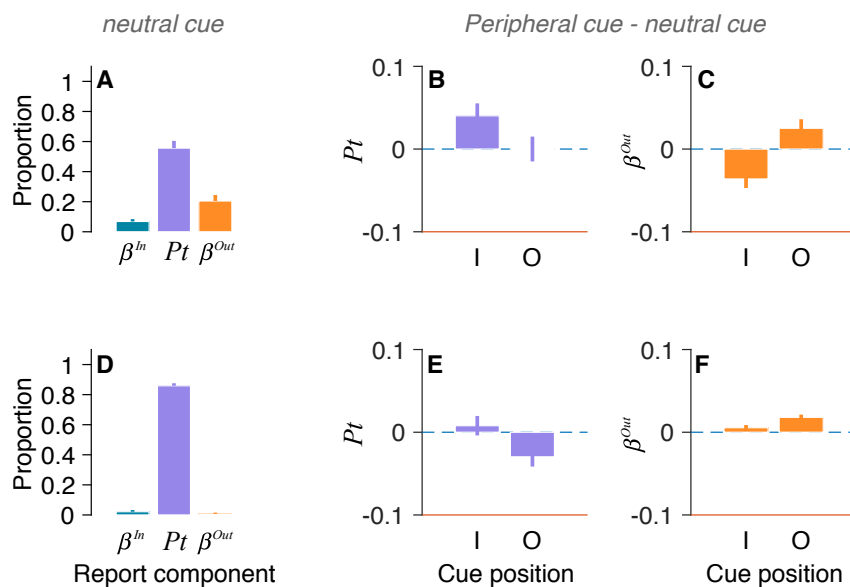 neutral cue
Peripheral cue - neutral cue
A
Proportion
1
0.8
0.6
0.4
0.2
0
β^In Pt β^Out
B
Pt
0.1
0
-0.1
I O
C
β^Out
0.1
0
-0.1
I O
D
Proportion
1
0.8
0.6
0.4
0.2
0
β^In Pt β^Out
Report component
E
Pt
0.1
0
-0.1
I O
Cue position
F
β^Out
0.1
0
-0.1
I O
Cue position